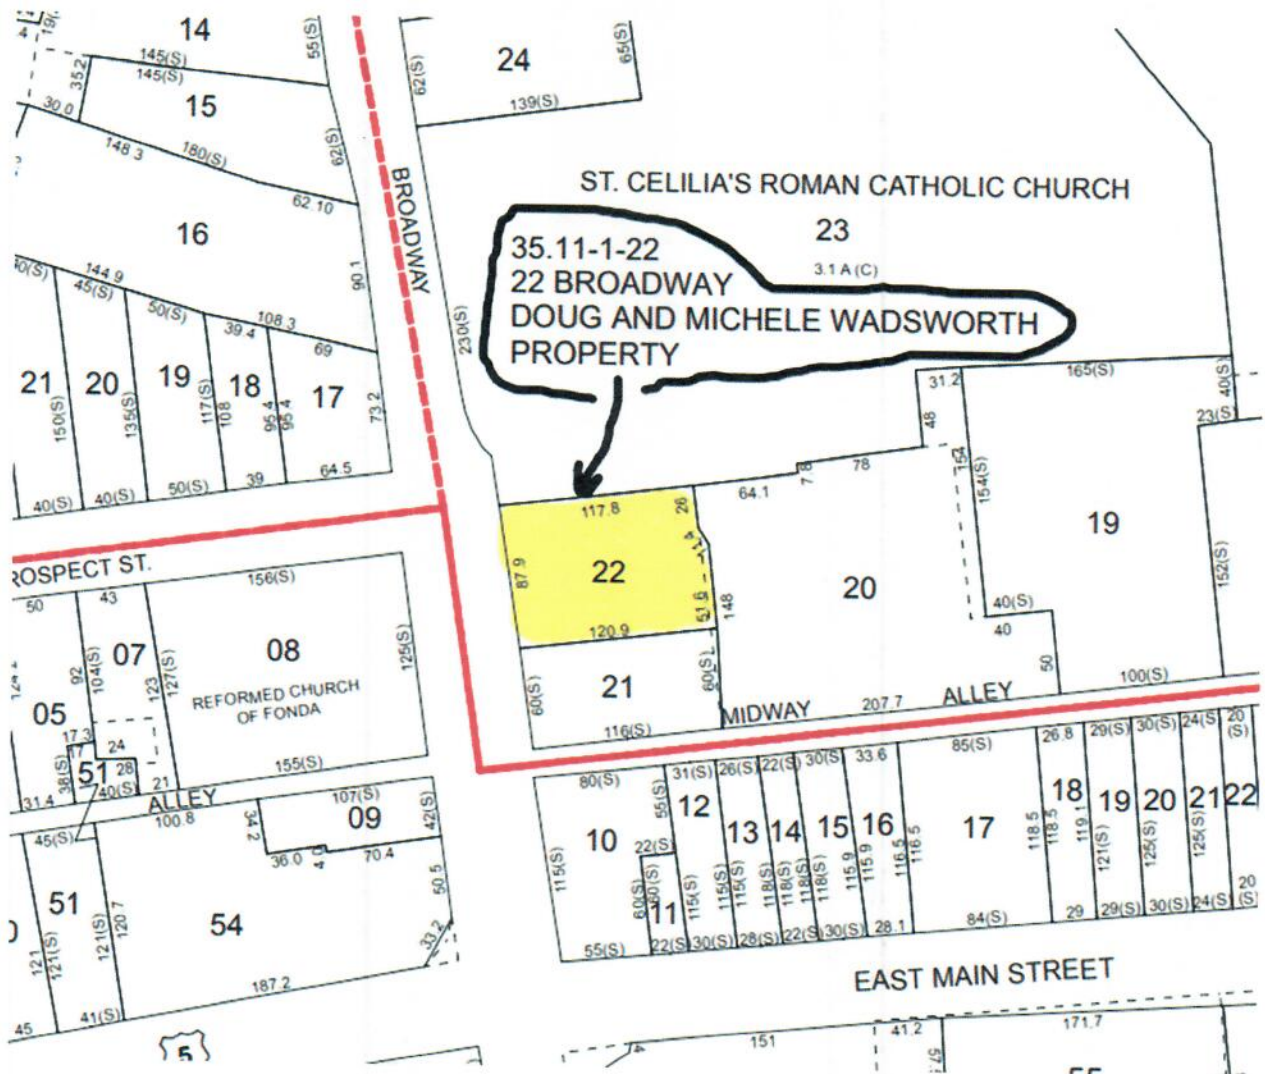 14
55(S)
145(S)
145(S)
35.2
15
30.0
148.3
180(S)
62(S)
62.10
16
90.1
BROADWAY
62(S)
24
65(S)
139(S)
ST. CELILIA'S ROMAN CATHOLIC CHURCH
23
3.1 A (C)
35.11-1-22
22 BROADWAY
DOUG AND MICHELE WADSWORTH
PROPERTY
230(S)
144.9
45(S)
50(S)
39.4
108.3
69
21
20
19
18
17
150(S)
135(S)
117(S)
108
95.4
95.4
73.2
40(S)
40(S)
50(S)
39
64.5
31.2
165(S)
40(S)
23(S)
48
154
154(S)
19
152(S)
64.1
7.8
78
117.8
26
87.9
22
51.6
148
120.9
20
40(S)
40
50
100(S)
21
60(S)
60(S)
116(S)
MIDWAY
207.7
ALLEY
ROSPECT ST.
50
43
156(S)
07
92
104(S)
123
127(S)
08
125(S)
REFORMED CHURCH
OF FONDA
05
17.3
17
24
51
28
38(S)
40(S)
21
31.4
155(S)
ALLEY
45(S)
100.8
34.2
107(S)
09
42(S)
36.0
70.4
50.5
33.2
51
121
121(S)
121(S)
120.7
54
187.2
45
41(S)
5
80(S)
31(S)
26(S)
22(S)
30(S)
33.6
85(S)
26.8
29(S)
30(S)
24(S)
20
(S)
10
55(S)
12
13
14
15
16
17
18
19
20
21
22
115(S)
22(S)
60(S)
60(S)
11
115(S)
115(S)
115(S)
118(S)
118(S)
118(S)
118(S)
115.9
115.9
116.5
116.5
118.5
118.5
119.1
121(S)
125(S)
125(S)
55(S)
22(S)
30(S)
28(S)
22(S)
30(S)
28.1
84(S)
29
29(S)
30(S)
24(S)
20
(S)
EAST MAIN STREET
151
41.2
171.7